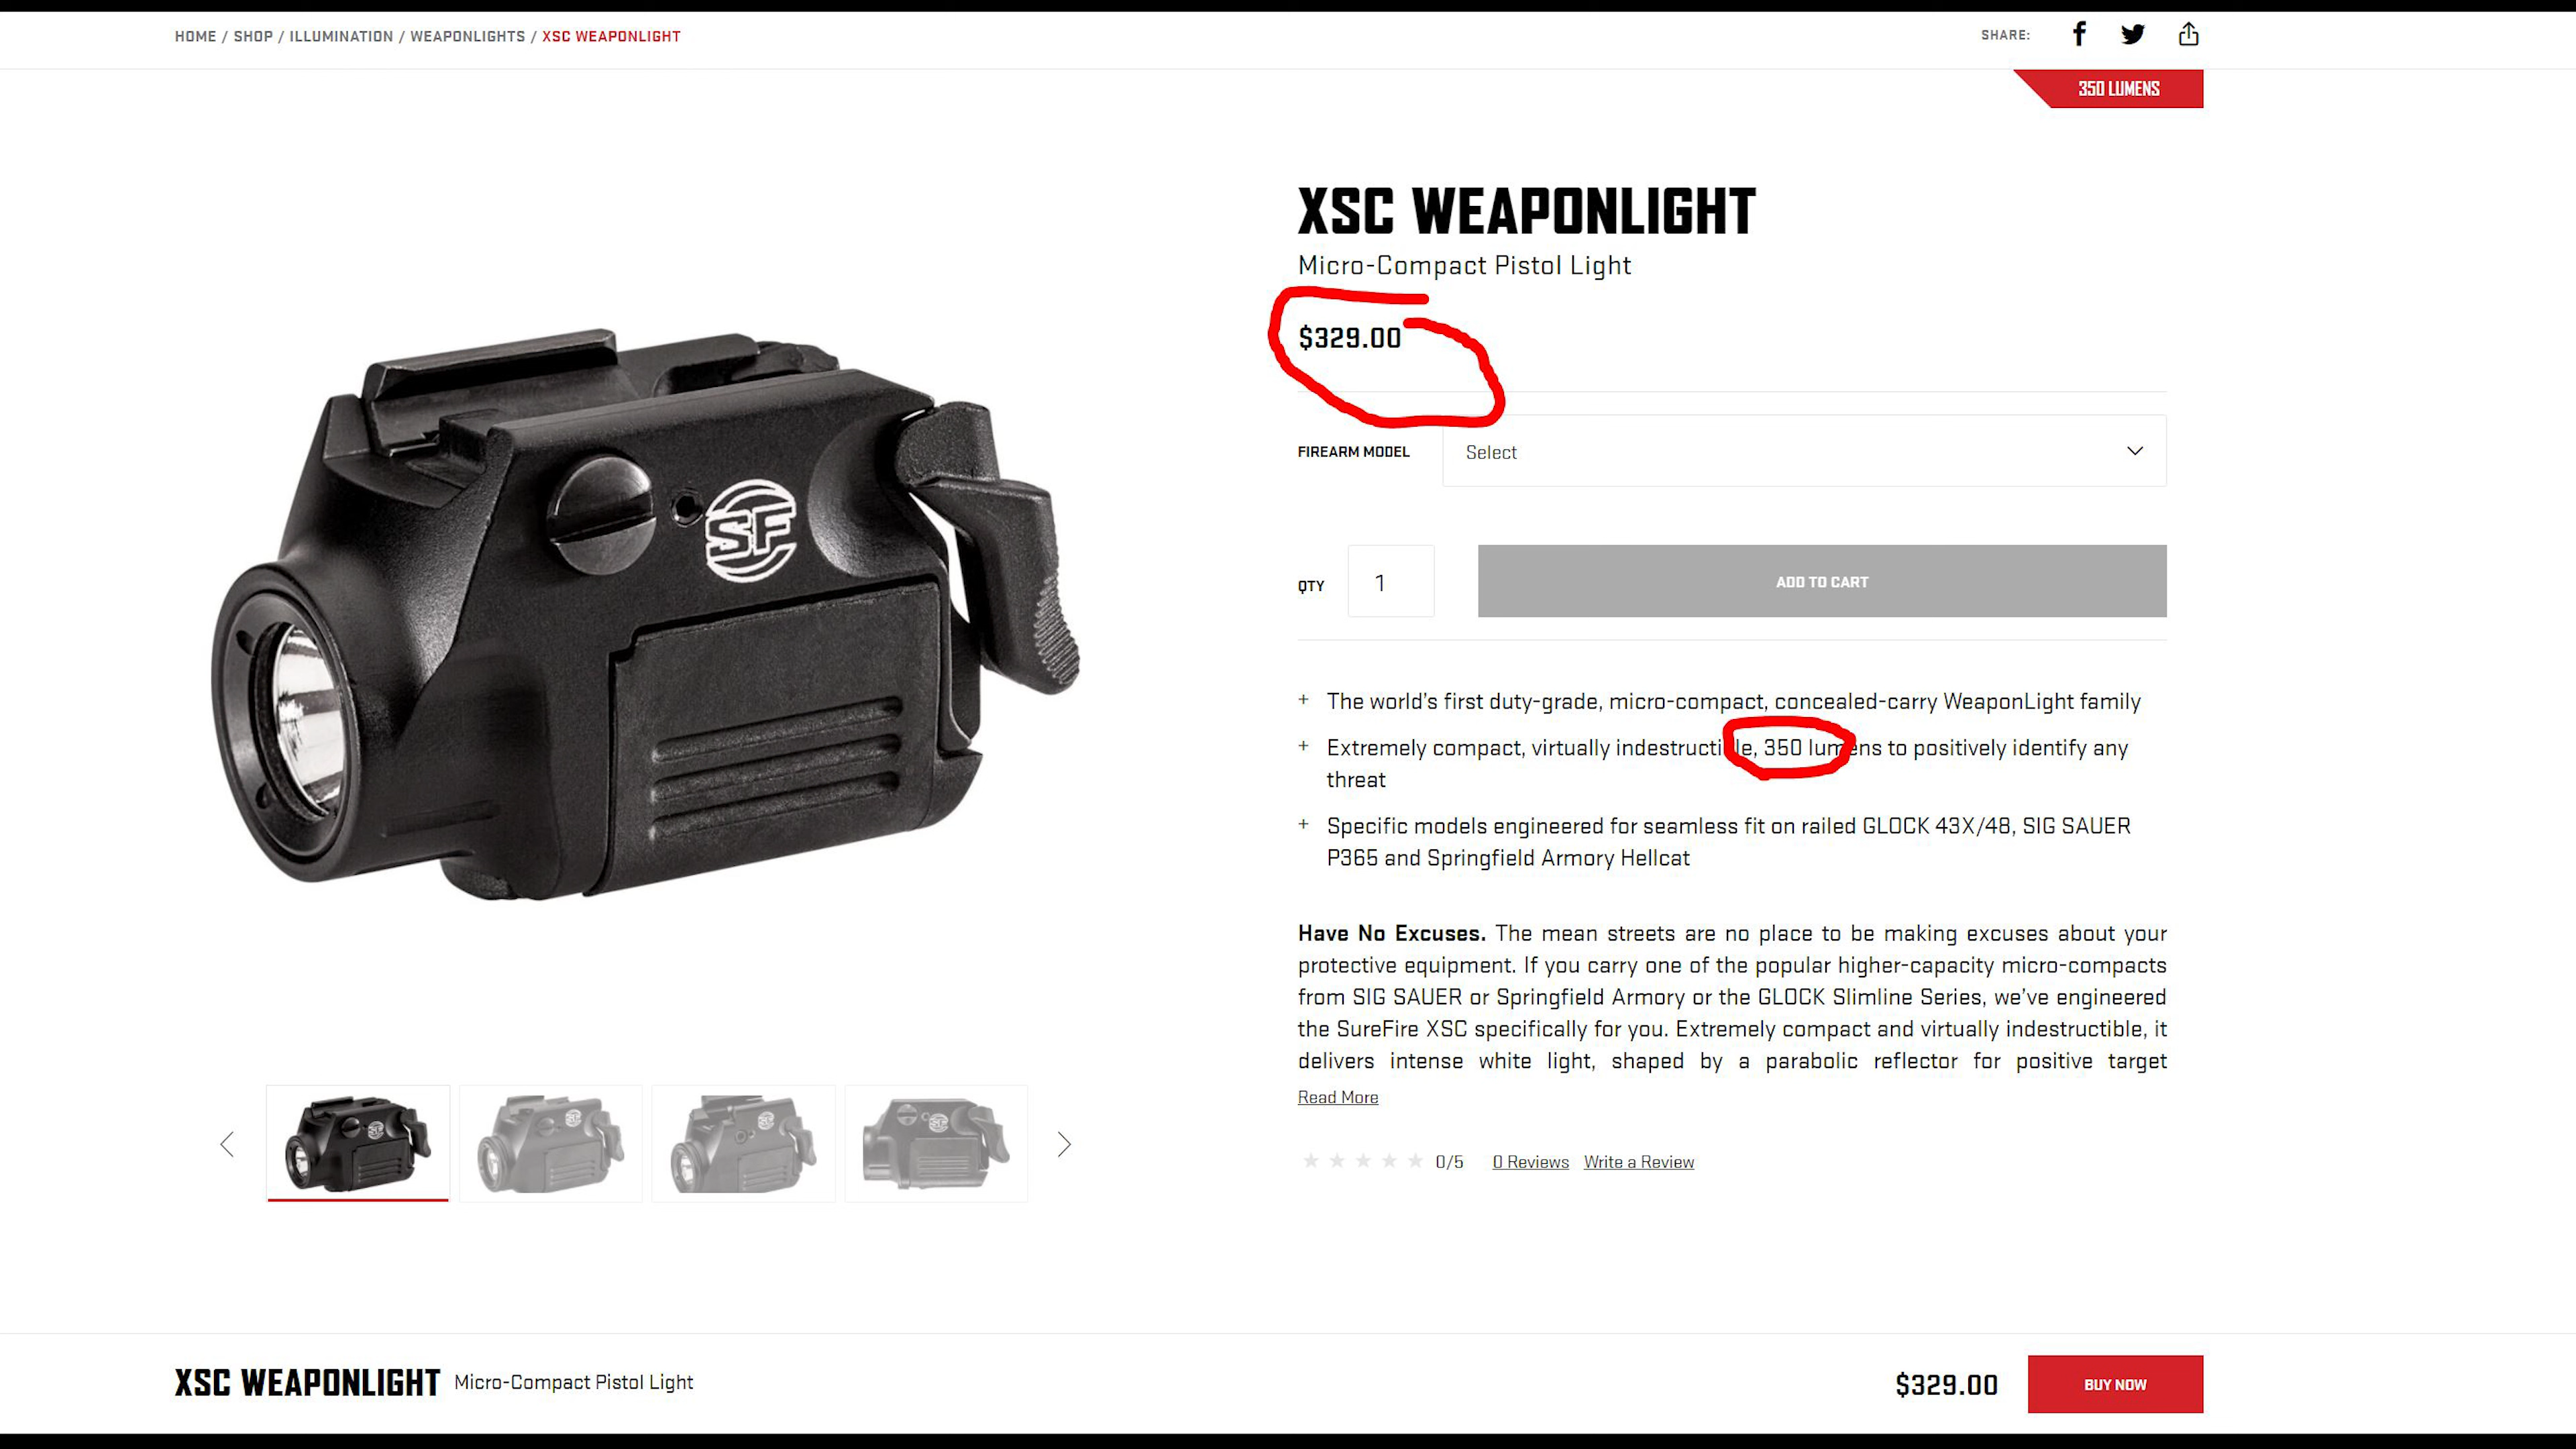 HOME / SHOP / ILLUMINATION / WEAPONLIGHTS / XSC WEAPONLIGHT
SHARE:
350 LUMENS
XSC WEAPONLIGHT
Micro-Compact Pistol Light
$329.00
FIREARM MODEL
Select
QTY
1
ADD TO CART
SF
+ The world's first duty-grade, micro-compact, concealed-carry WeaponLight family
+ Extremely compact, virtually indestructible, 350 lumens to positively identify any
threat
+ Specific models engineered for seamless fit on railed GLOCK 43X/48, SIG SAUER
P365 and Springfield Armory Hellcat
Have No Excuses. The mean streets are no place to be making excuses about your
protective equipment. If you carry one of the popular higher-capacity micro-compacts
from SIG SAUER or Springfield Armory or the GLOCK Slimline Series, we've engineered
the SureFire XSC specifically for you. Extremely compact and virtually indestructible, it
delivers intense white light, shaped by a parabolic reflector for positive target
Read More
0/5 0 Reviews Write a Review
XSC WEAPONLIGHT Micro-Compact Pistol Light
$329.00
BUY NOW